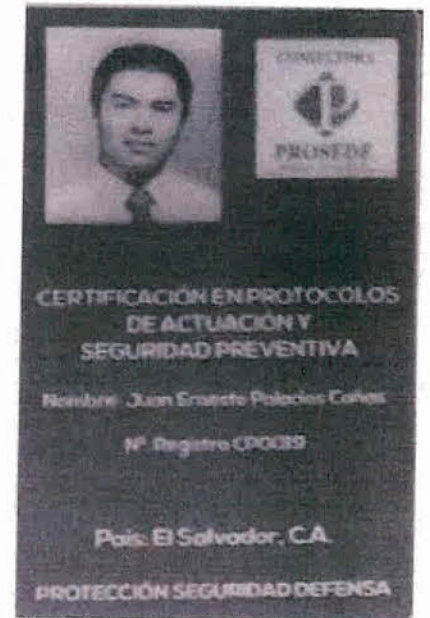 CONSULTORA
PROSEDE
CERTIFICACIÓN EN PROTOCOLOS
DE ACTUACIÓN Y
SEGURIDAD PREVENTIVA
Nombre: Juan Ernesto Palacios Cañas
Nº Registro CP0039
País: El Salvador, C.A.
PROTECCIÓN SEGURIDAD DEFENSA